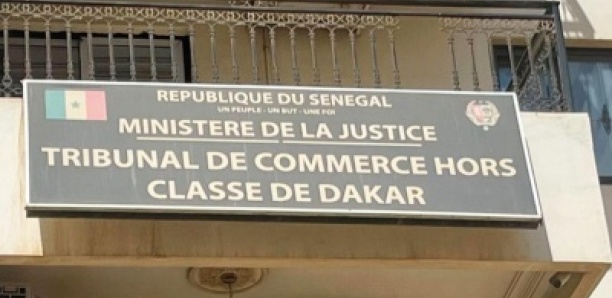 REPUBLIQUE DU SENEGAL
UN PEUPLE - UN BUT - UNE FOI
MINISTERE DE LA JUSTICE
TRIBUNAL DE COMMERCE HORS
CLASSE DE DAKAR